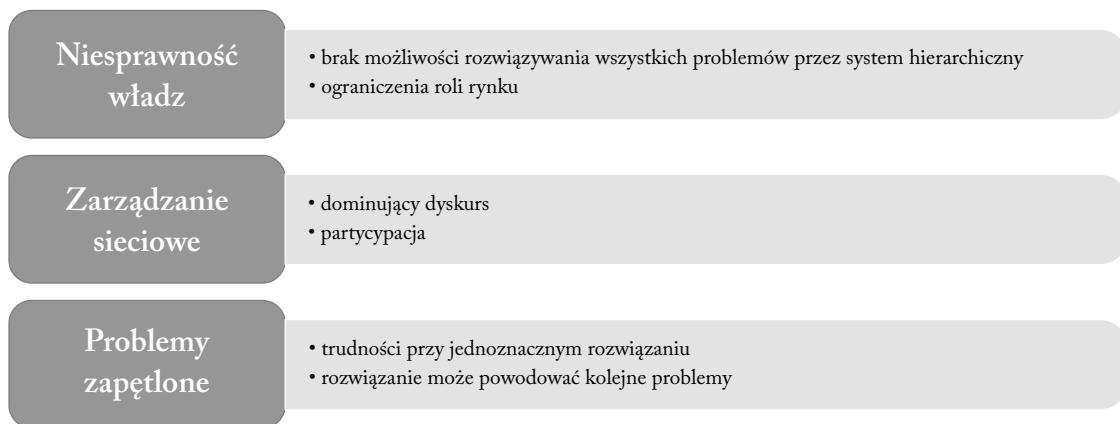 Niesprawność
władz
• brak możliwości rozwiązywania wszystkich problemów przez system hierarchiczny
• ograniczenia roli rynku
Zarządzanie
sieciowe
• dominujący dyskurs
• partycypacja
Problemy
zapętlone
• trudności przy jednoznacznym rozwiązaniu
• rozwiązanie może powodować kolejne problemy